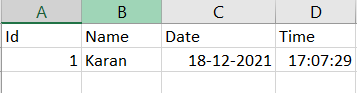 A B C D
Id Name Date Time
1 Karan 18-12-2021 17:07:29